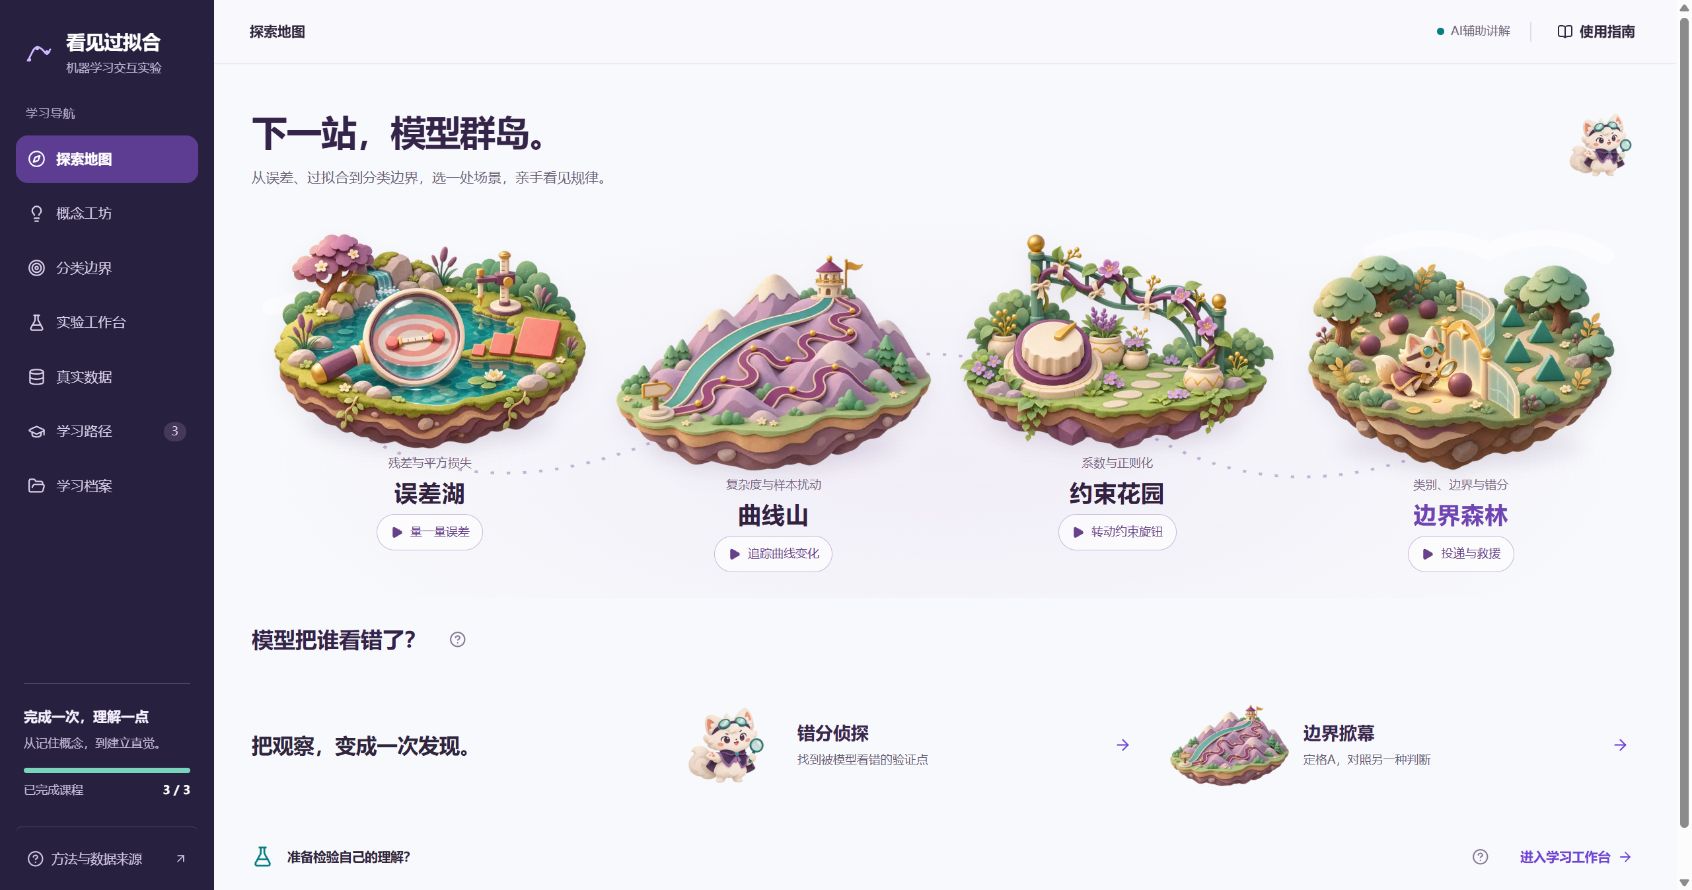 看见过拟合
机器学习交互实验
学习导航
探索地图
概念工坊
分类边界
实验工作台
真实数据
学习路径 3
学习档案
完成一次，理解一点
从记住概念，到建立直觉。
已完成课程 3 / 3
方法与数据来源
探索地图
AI辅助讲解
使用指南
下一站，模型群岛。
从误差、过拟合到分类边界，选一处场景，亲手看见规律。
残差与平方损失
误差湖
量一量误差
复杂度与样本扰动
曲线山
追踪曲线变化
系数与正则化
约束花园
转动约束旋钮
类别、边界与错分
边界森林
投递与救援
模型把谁看错了？
把观察，变成一次发现。
错分侦探
找到被模型看错的验证点
边界掀幕
定格A，对照另一种判断
准备检验自己的理解？
进入学习工作台